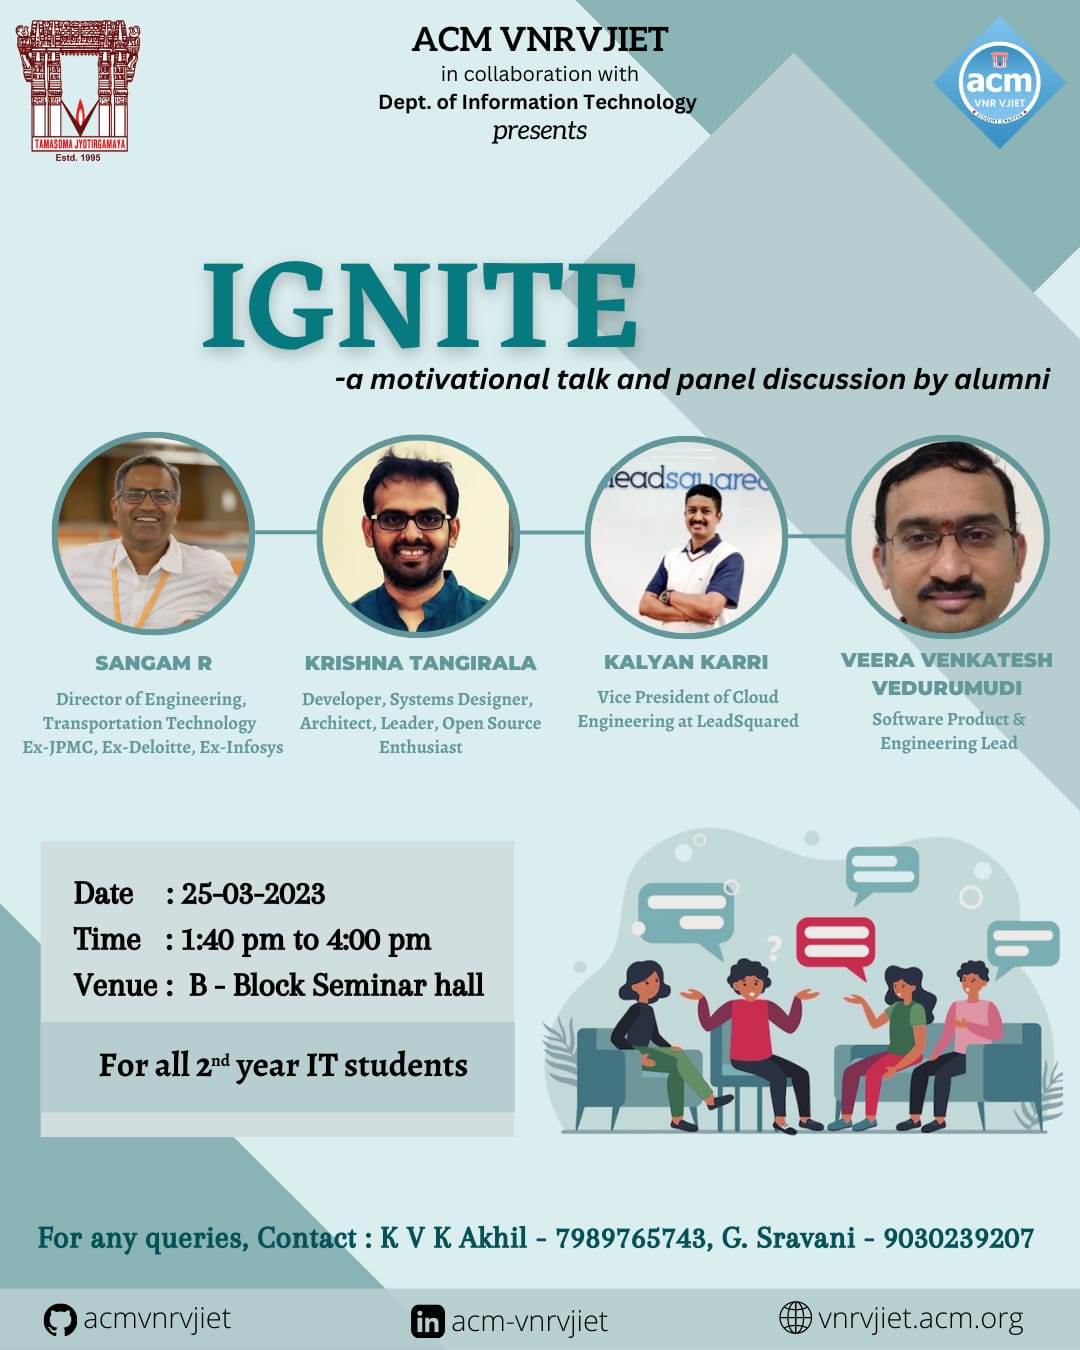 ACM VNRVJIET
in collaboration with
Dept. of Information Technology
presents
TAMASOMA JYOTIRGAMAYA
Estd. 1995
acm
VNR VJIET
STUDENT CHAPTER
IGNITE
-a motivational talk and panel discussion by alumni
leadsquared
SANGAM R
Director of Engineering,
Transportation Technology
Ex-JPMC, Ex-Deloitte, Ex-Infosys
KRISHNA TANGIRALA
Developer, Systems Designer,
Architect, Leader, Open Source
Enthusiast
KALYAN KARRI
Vice President of Cloud
Engineering at LeadSquared
VEERA VENKATESH
VEDURUMUDI
Software Product &
Engineering Lead
Date : 25-03-2023
Time : 1:40 pm to 4:00 pm
Venue : B - Block Seminar hall
For all 2nd year IT students
?
For any queries, Contact : K V K Akhil - 7989765743, G. Sravani - 9030239207
acmvnrvjiet
in acm-vnrvjiet
vnrvjiet.acm.org